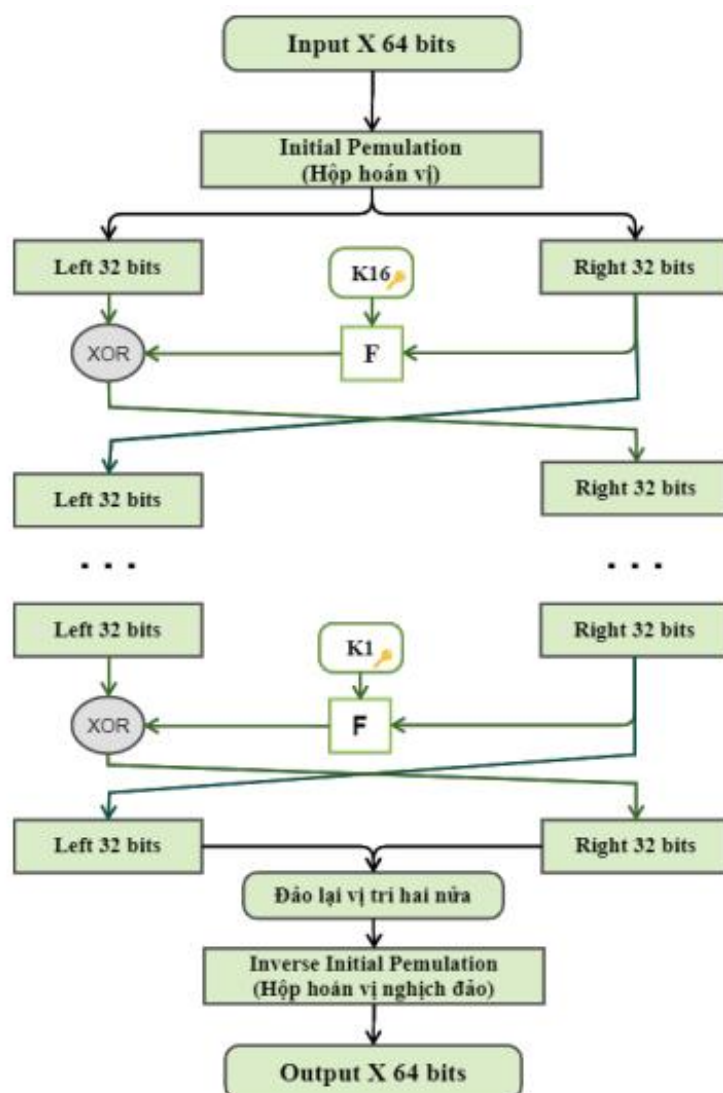 Input X 64 bits
Initial Pemulation
(Hộp hoán vị)
Left 32 bits
K16
Right 32 bits
XOR
F
Left 32 bits
Right 32 bits
. . .
. . .
Left 32 bits
K1
Right 32 bits
XOR
F
Left 32 bits
Right 32 bits
Đảo lại vị trí hai nửa
Inverse Initial Pemulation
(Hộp hoán vị nghịch đảo)
Output X 64 bits